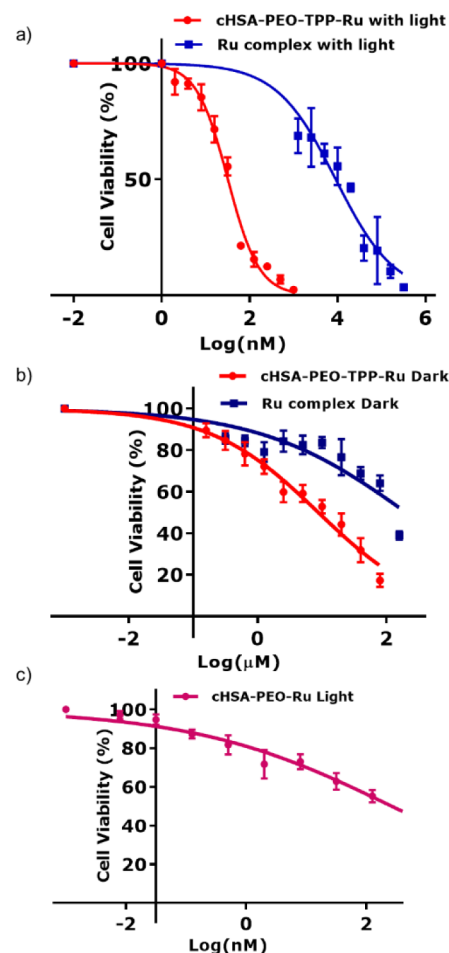 a)
cHSA-PEO-TPP-Ru with light
Ru complex with light
Cell Viability (%)
100
50
-2 0 2 4 6
Log(nM)
b)
cHSA-PEO-TPP-Ru Dark
Ru complex Dark
Cell Viability (%)
100
80
60
40
20
-2 0 2
Log(μM)
c)
cHSA-PEO-Ru Light
Cell Viability (%)
100
80
60
40
20
-2 0 2
Log(nM)